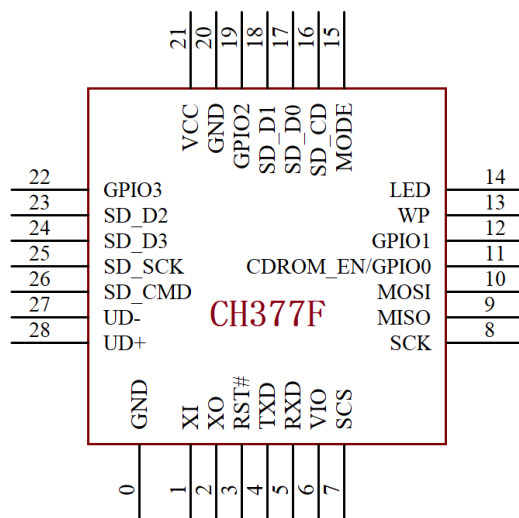 21 20 19 18 17 16 15
VCC GND GPIO2 SD_D1 SD_D0 SD_CD MODE
22 GPIO3 LED 14
23 SD_D2 WP 13
24 SD_D3 GPIO1 12
25 SD_SCK CDROM_EN/GPIO0 11
26 SD_CMD MOSI 10
27 UD- MISO 9
28 UD+ SCK 8
CH377F
GND XI XO RST# TXD RXD VIO SCS
0 1 2 3 4 5 6 7